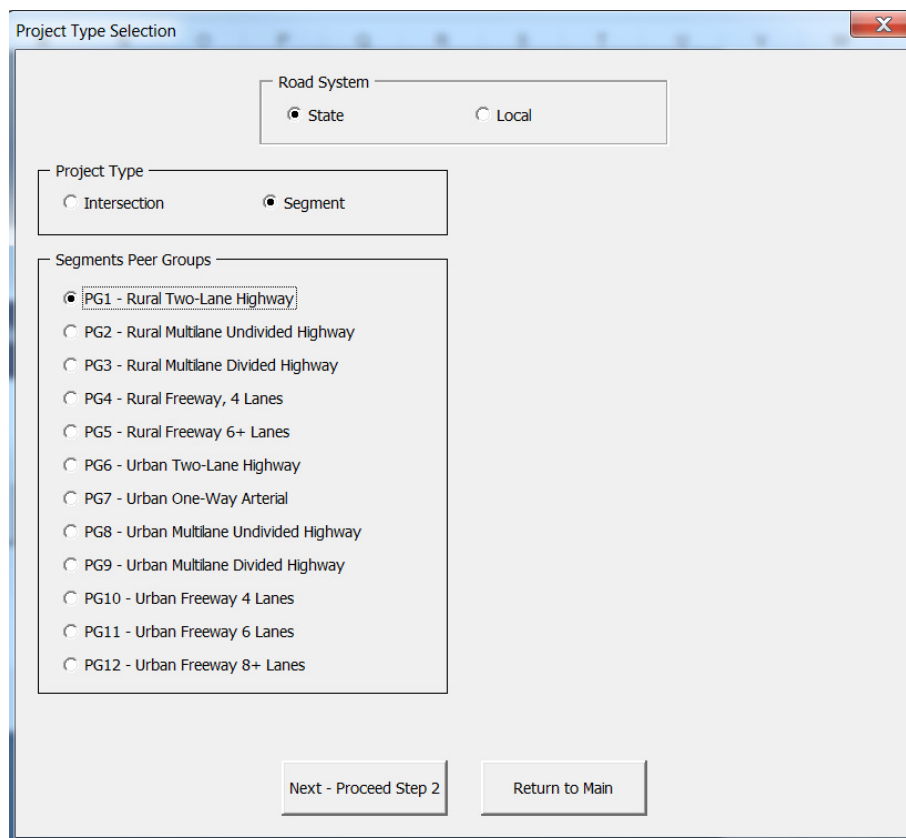 Project Type Selection
Road System
State
Local
Project Type
Intersection
Segment
Segments Peer Groups
PG1 - Rural Two-Lane Highway
PG2 - Rural Multilane Undivided Highway
PG3 - Rural Multilane Divided Highway
PG4 - Rural Freeway, 4 Lanes
PG5 - Rural Freeway 6+ Lanes
PG6 - Urban Two-Lane Highway
PG7 - Urban One-Way Arterial
PG8 - Urban Multilane Undivided Highway
PG9 - Urban Multilane Divided Highway
PG10 - Urban Freeway 4 Lanes
PG11 - Urban Freeway 6 Lanes
PG12 - Urban Freeway 8+ Lanes
Next - Proceed Step 2
Return to Main